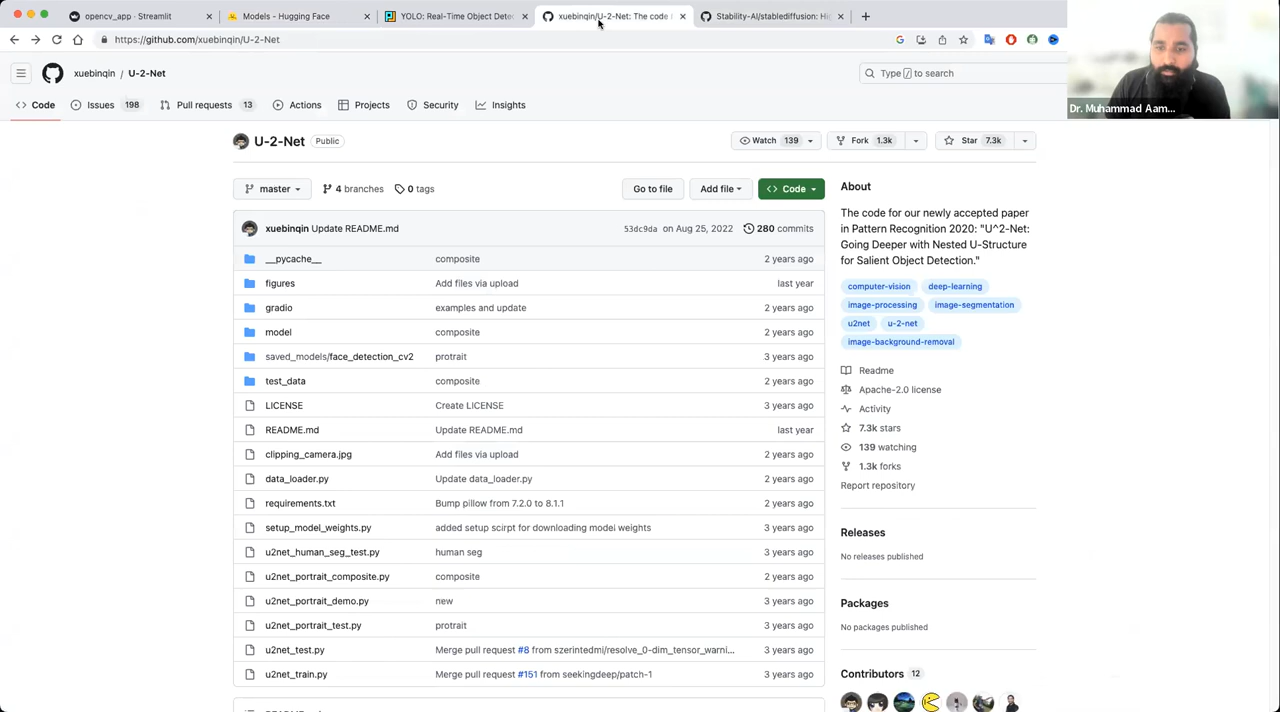 opencv_app · Streamlit
Models - Hugging Face
YOLO: Real-Time Object Detec
xuebinqin/U-2-Net: The code
Stability-AI/stablediffusion: Hi
https://github.com/xuebinqin/U-2-Net
xuebinqin / U-2-Net
Type / to search
Dr. Muhammad Aam...
Code
Issues 198
Pull requests 13
Actions
Projects
Security
Insights
U-2-Net Public
Watch 139
Fork 1.3k
Star 7.3k
master
4 branches
0 tags
Go to file
Add file
Code
xuebinqin Update README.md 53dc9da on Aug 25, 2022 280 commits
__pycache__ composite 2 years ago
figures Add files via upload last year
gradio examples and update 2 years ago
model composite 2 years ago
saved_models/face_detection_cv2 protrait 3 years ago
test_data composite 2 years ago
LICENSE Create LICENSE 3 years ago
README.md Update README.md last year
clipping_camera.jpg Add files via upload 2 years ago
data_loader.py Update data_loader.py 2 years ago
requirements.txt Bump pillow from 7.2.0 to 8.1.1 2 years ago
setup_model_weights.py added setup scirpt for downloading model weights 3 years ago
u2net_human_seg_test.py human seg 3 years ago
u2net_portrait_composite.py composite 2 years ago
u2net_portrait_demo.py new 3 years ago
u2net_portrait_test.py protrait 3 years ago
u2net_test.py Merge pull request #8 from szerintedmi/resolve_0-dim_tensor_warni... 3 years ago
u2net_train.py Merge pull request #151 from seekingdeep/patch-1 3 years ago
About
The code for our newly accepted paper
in Pattern Recognition 2020: "U^2-Net:
Going Deeper with Nested U-Structure
for Salient Object Detection."
computer-vision deep-learning
image-processing image-segmentation
u2net u-2-net
image-background-removal
Readme
Apache-2.0 license
Activity
7.3k stars
139 watching
1.3k forks
Report repository
Releases
No releases published
Packages
No packages published
Contributors 12